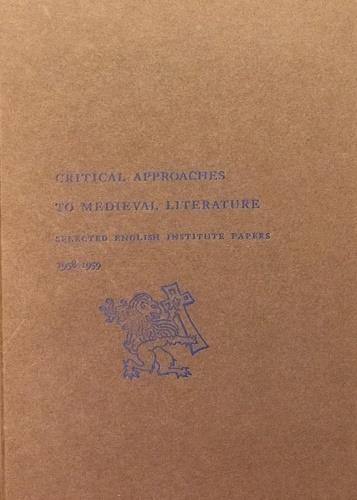 CRITICAL APPROACHES
TO MEDIEVAL LITERATURE
SELECTED ENGLISH INSTITUTE PAPERS
1958-1959